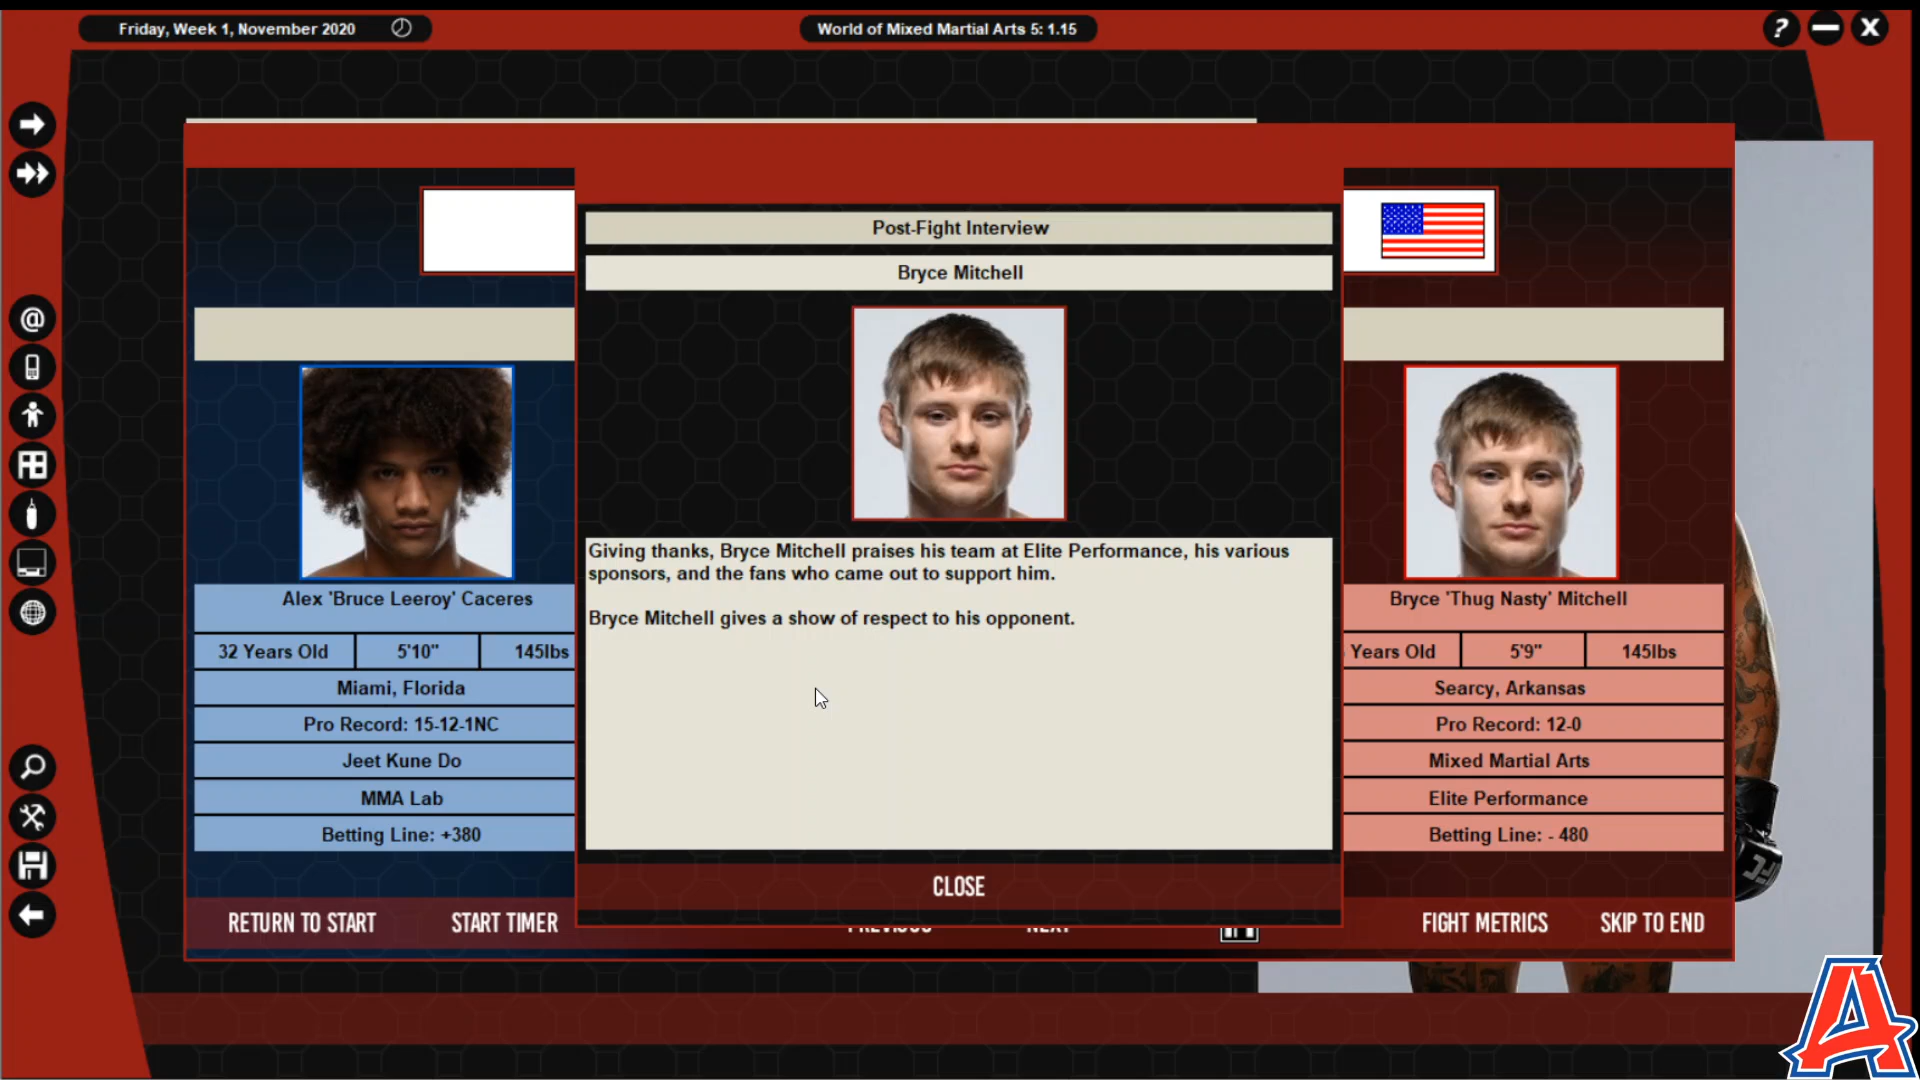 Friday, Week 1, November 2020
World of Mixed Martial Arts 5: 1.15
?
X
Post-Fight Interview
Bryce Mitchell
@
Giving thanks, Bryce Mitchell praises his team at Elite Performance, his various
sponsors, and the fans who came out to support him.
Bryce Mitchell gives a show of respect to his opponent.
Alex 'Bruce Leeroy' Caceres
32 Years Old
5'10"
145lbs
Miami, Florida
Pro Record: 15-12-1NC
Jeet Kune Do
MMA Lab
Betting Line: +380
Bryce 'Thug Nasty' Mitchell
Years Old
5'9"
145lbs
Searcy, Arkansas
Pro Record: 12-0
Mixed Martial Arts
Elite Performance
Betting Line: - 480
CLOSE
RETURN TO START
START TIMER
PREVIOUS
NEXT
FIGHT METRICS
SKIP TO END
A